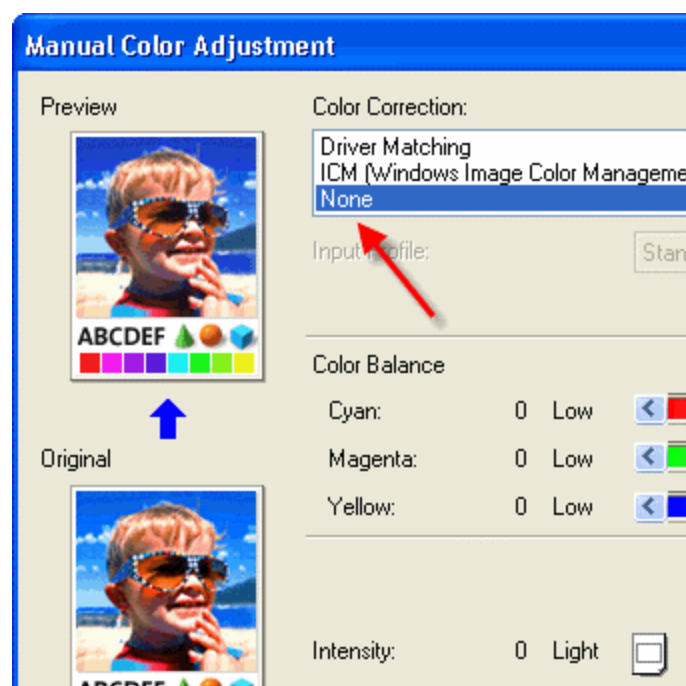 Manual Color Adjustment
Preview
Color Correction:
Driver Matching
ICM (Windows Image Color Manageme
None
Input Profile:
Stan
ABCDEF
Color Balance
Cyan: 0 Low
Original
Magenta: 0 Low
Yellow: 0 Low
Intensity: 0 Light
ABCDEF